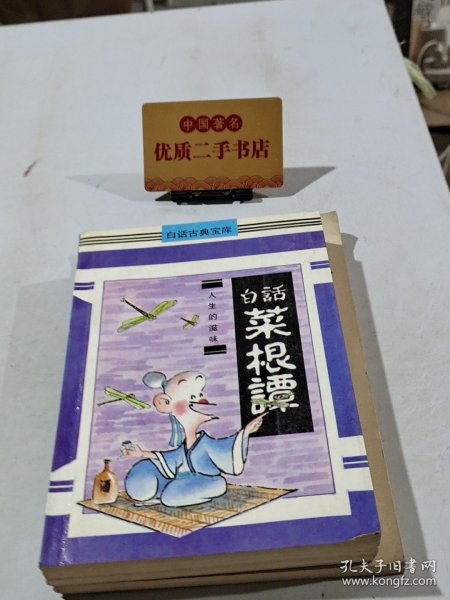 中国著名
优质二手书店
白话古典宝库
人生的滋味
白話
菜根譚
酒
孔夫子旧书网
www.kongfz.com